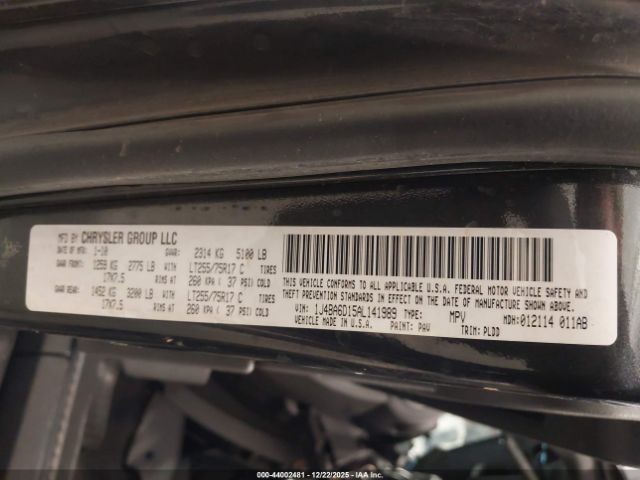 MFD BY CHRYSLER GROUP LLC
DATE OF MFR: 1-10 GVWR: 2314 KG 5100 LB
GAWR FRONT: 1259 KG 2775 LB WITH LT255/75R17 C TIRES
17X7.5 RIMS AT 260 KPA ( 37 PSI) COLD
GAWR REAR: 1452 KG 3200 LB WITH LT255/75R17 C TIRES
17X7.5 RIMS AT 260 KPA ( 37 PSI) COLD
THIS VEHICLE CONFORMS TO ALL APPLICABLE U.S.A. FEDERAL MOTOR VEHICLE SAFETY AND
THEFT PREVENTION STANDARDS IN EFFECT ON THE DATE OF MANUFACTURE SHOWN ABOVE.
VIN: 1J4BA6D15AL141989 TYPE: MPV MDH: 012114 011AB
VEHICLE MADE IN U.S.A. PAINT: PAV TRIM: PLDD
000-44002481 - 12/22/2025 - IAA Vehicles